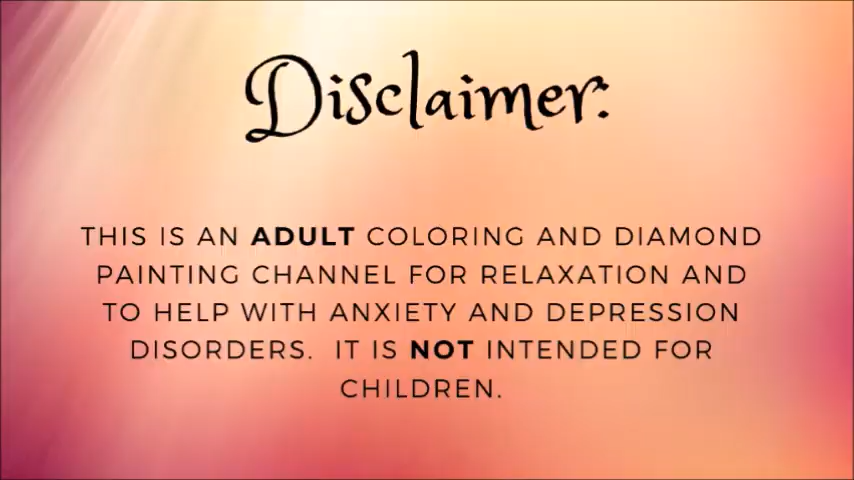 Disclaimer:
THIS IS AN ADULT COLORING AND DIAMOND
PAINTING CHANNEL FOR RELAXATION AND
TO HELP WITH ANXIETY AND DEPRESSION
DISORDERS. IT IS NOT INTENDED FOR
CHILDREN.